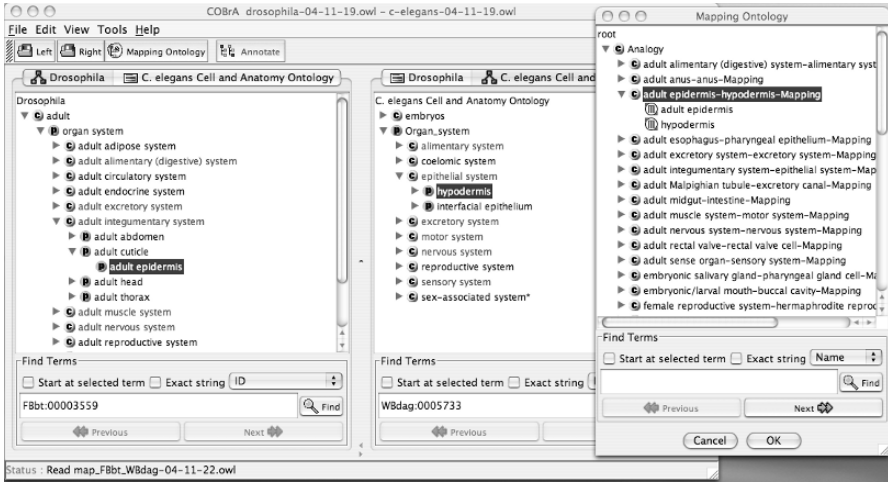 COBrA drosophila-04-11-19.owl – c-elegans-04-11-19.owl
File Edit View Tools Help
Left Right Mapping Ontology Annotate
Drosophila C. elegans Cell and Anatomy Ontology
Drosophila
adult
organ system
adult adipose system
adult alimentary (digestive) system
adult circulatory system
adult endocrine system
adult excretory system
adult integumentary system
adult abdomen
adult cuticle
adult epidermis
adult head
adult thorax
adult muscle system
adult nervous system
adult reproductive system
Find Terms
Start at selected term Exact string ID
FBbt:00003559 Find
Previous Next
Drosophila C. elegans Cell and
C. elegans Cell and Anatomy Ontology
embryos
Organ_system
alimentary system
coelomic system
epithelial system
hypodermis
interfacial epithelium
excretory system
motor system
nervous system
reproductive system
sensory system
sex-associated system*
Find Terms
Start at selected term Exact string
WBdag:0005733
Previous
Status : Read map_FBbt_WBdag-04-11-22.owl
Mapping Ontology
root
Analogy
adult alimentary (digestive) system-alimentary syst
adult anus-anus-Mapping
adult epidermis-hypodermis-Mapping
adult epidermis
hypodermis
adult esophagus-pharyngeal epithelium-Mapping
adult excretory system-excretory system-Mapping
adult integumentary system-epithelial system-Map
adult Malpighian tubule-excretory canal-Mapping
adult midgut-intestine-Mapping
adult muscle system-motor system-Mapping
adult nervous system-nervous system-Mapping
adult rectal valve-rectal valve cell-Mapping
adult sense organ-sensory system-Mapping
embryonic salivary gland-pharyngeal gland cell-Ma
embryonic/larval mouth-buccal cavity-Mapping
female reproductive system-hermaphrodite reproc
Find Terms
Start at selected term Exact string Name
Find
Previous Next
Cancel OK